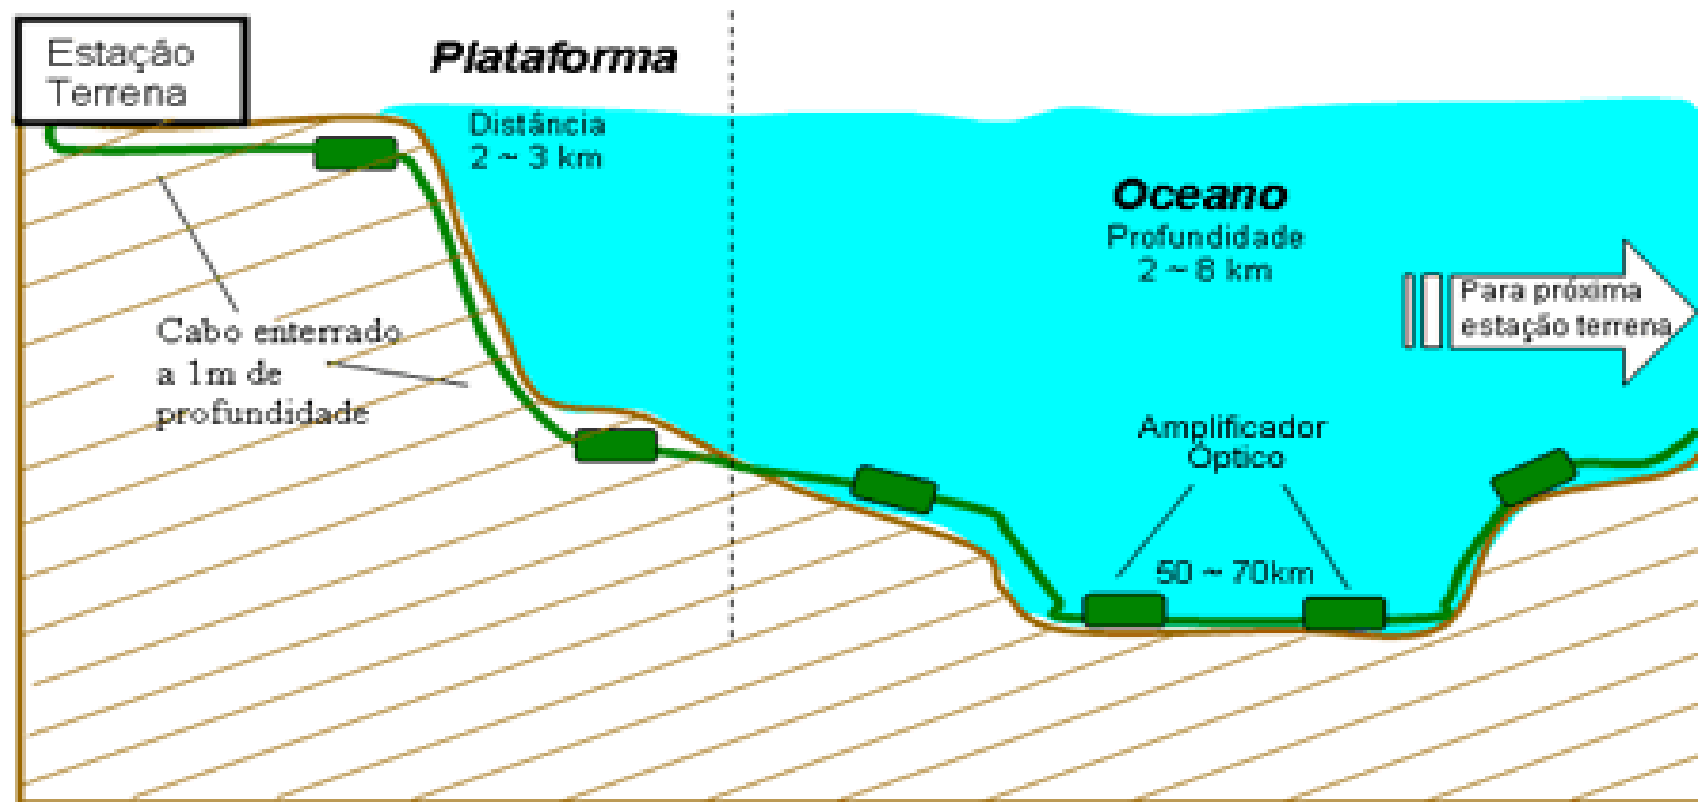 Estação
Terrena
Plataforma
Distância
2 ~ 3 km
Oceano
Profundidade
2 ~ 8 km
Para próxima
estação terrena
Cabo enterrado
a 1m de
profundidade
Amplificador
Óptico
50 ~ 70km